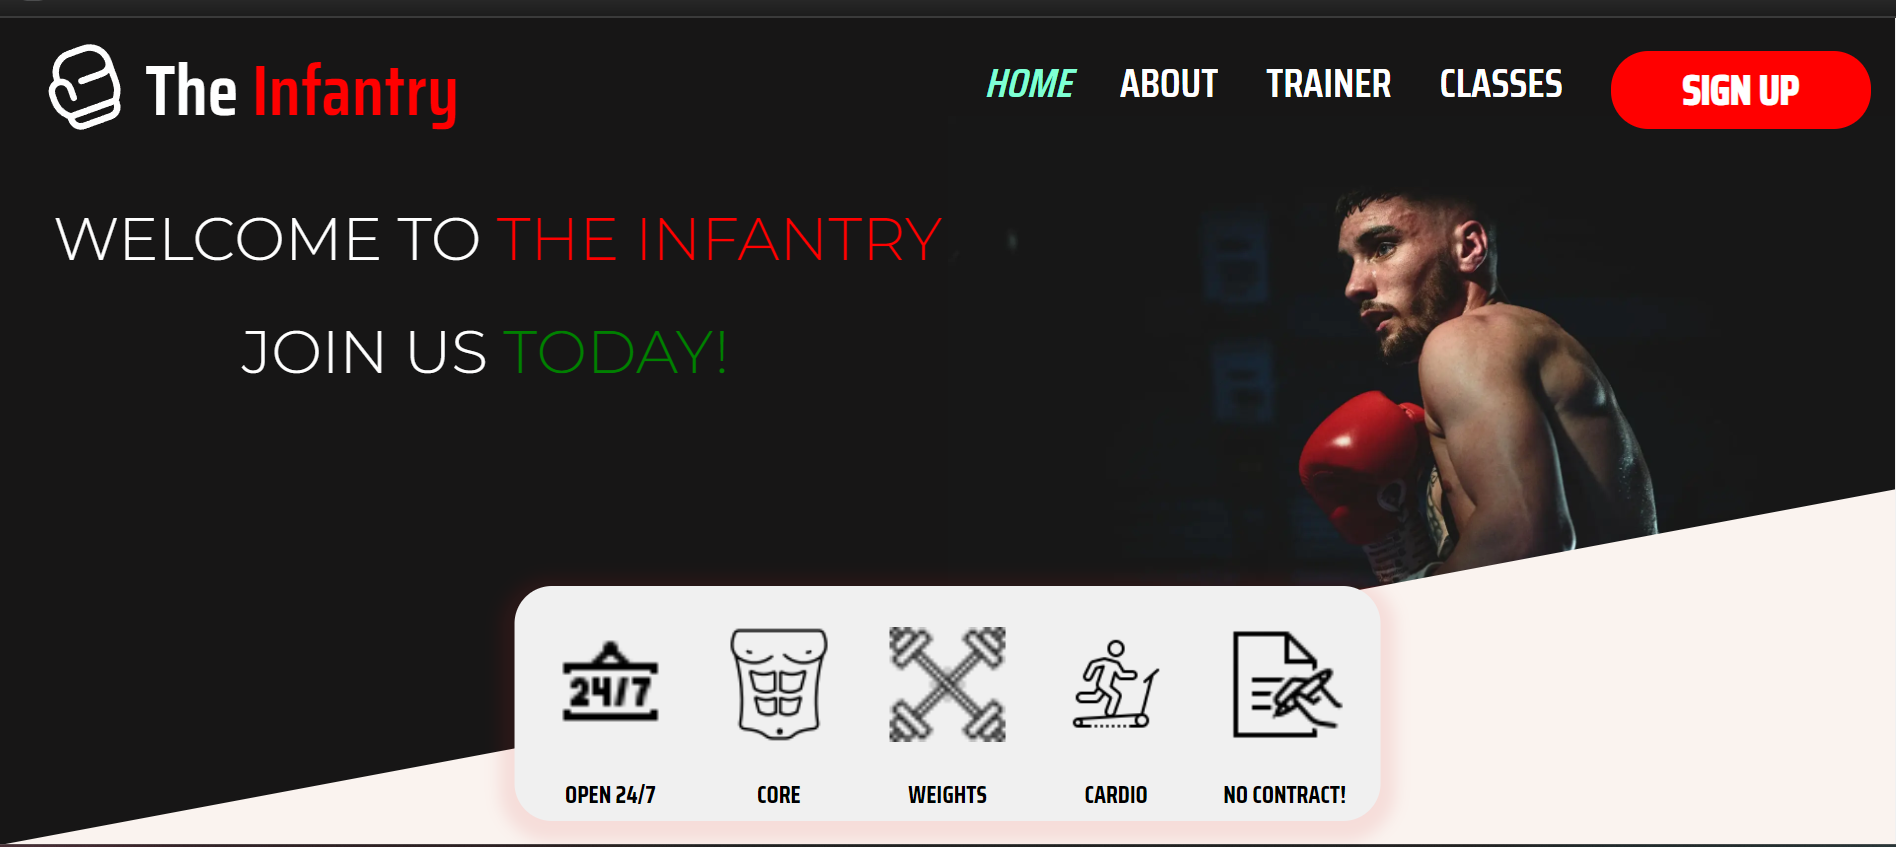 The Infantry
HOME ABOUT TRAINER CLASSES SIGN UP
WELCOME TO THE INFANTRY
JOIN US TODAY!
24/7
OPEN 24/7
CORE
WEIGHTS
CARDIO
NO CONTRACT!